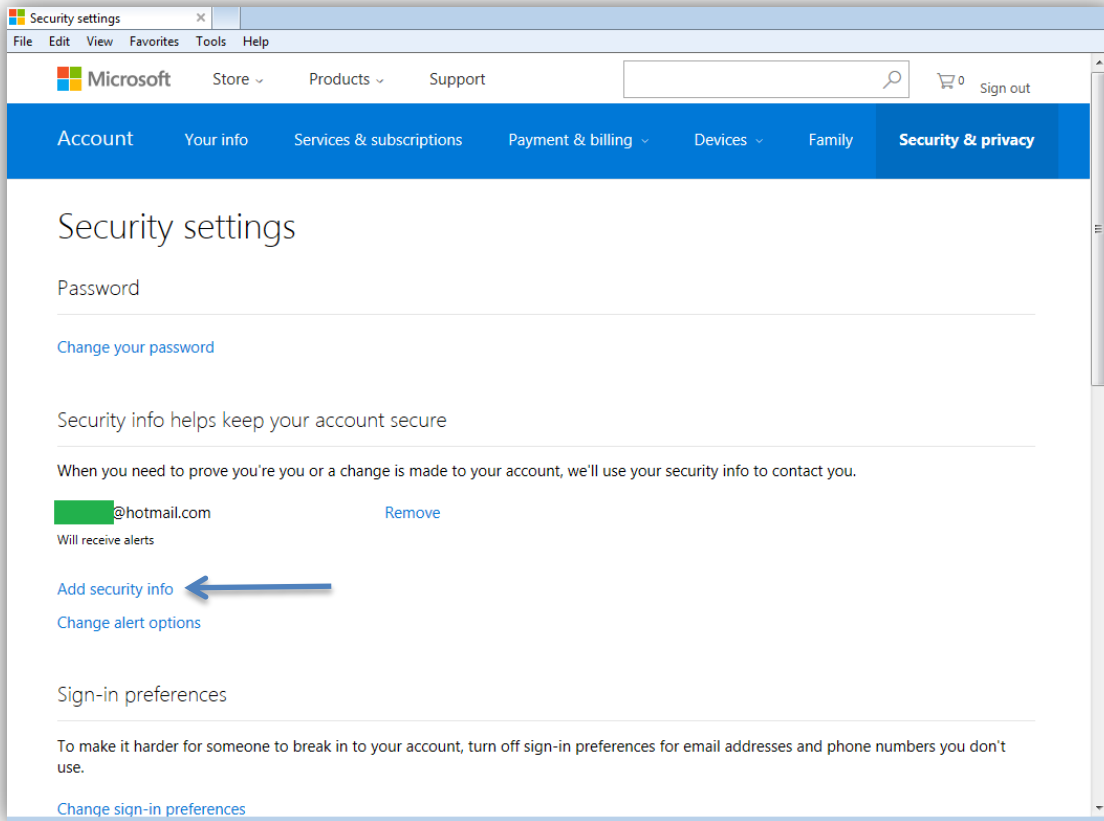 Security settings
File Edit View Favorites Tools Help
Microsoft Store Products Support 0 Sign out
Account Your info Services & subscriptions Payment & billing Devices Family Security & privacy
Security settings
Password
Change your password
Security info helps keep your account secure
When you need to prove you're you or a change is made to your account, we'll use your security info to contact you.
@hotmail.com Remove
Will receive alerts
Add security info
Change alert options
Sign-in preferences
To make it harder for someone to break in to your account, turn off sign-in preferences for email addresses and phone numbers you don't
use.
Change sign-in preferences